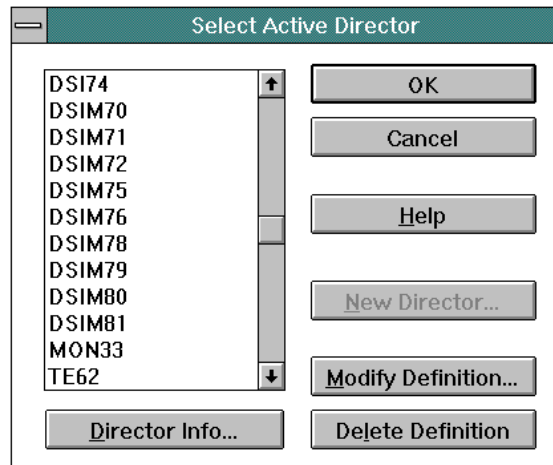 Select Active Director
DSI74
DSIM70
DSIM71
DSIM72
DSIM75
DSIM76
DSIM78
DSIM79
DSIM80
DSIM81
MON33
TE62
OK
Cancel
Help
New Director...
Modify Definition...
Director Info...
Delete Definition